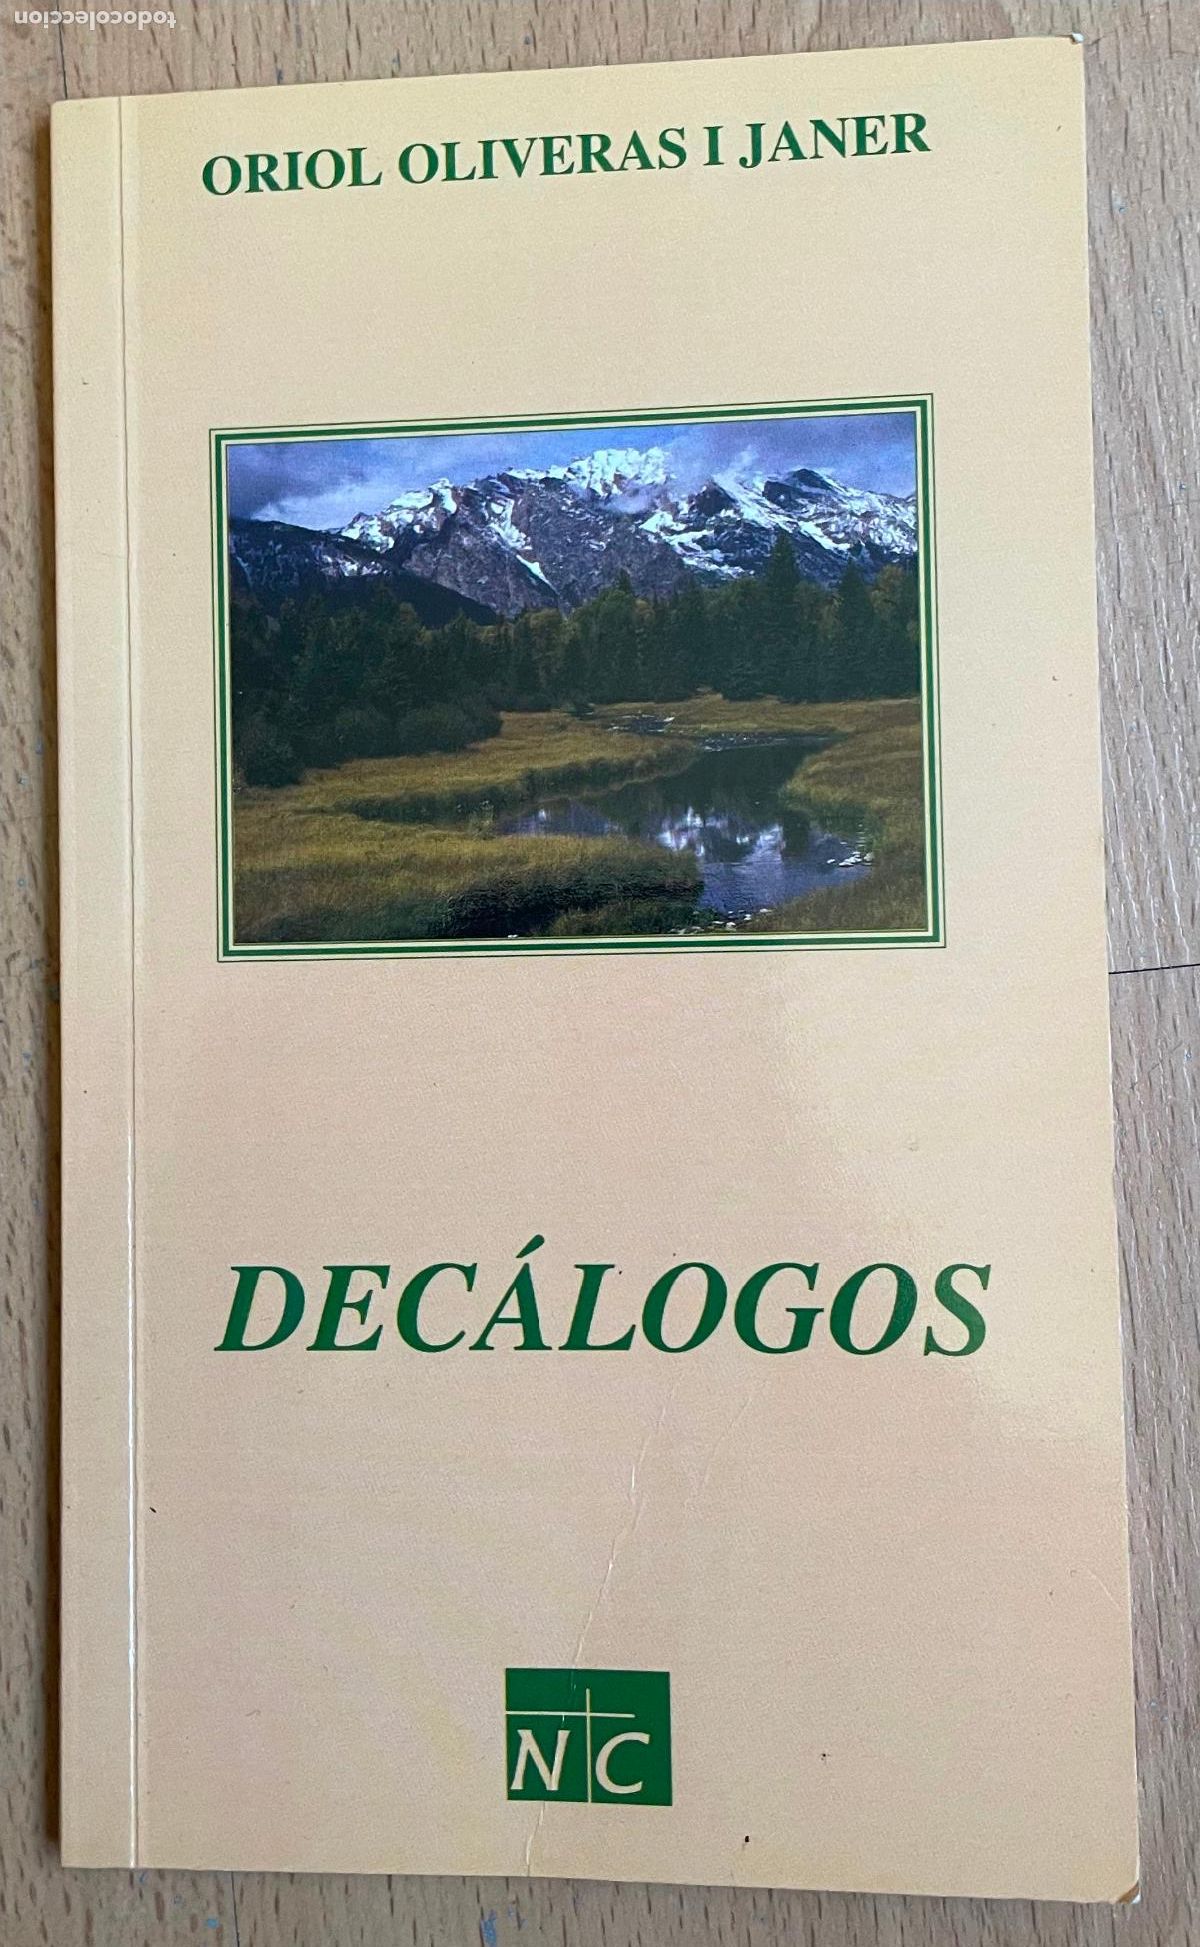 todocoleccion
ORIOL OLIVERAS I JANER
DECÁLOGOS
N C